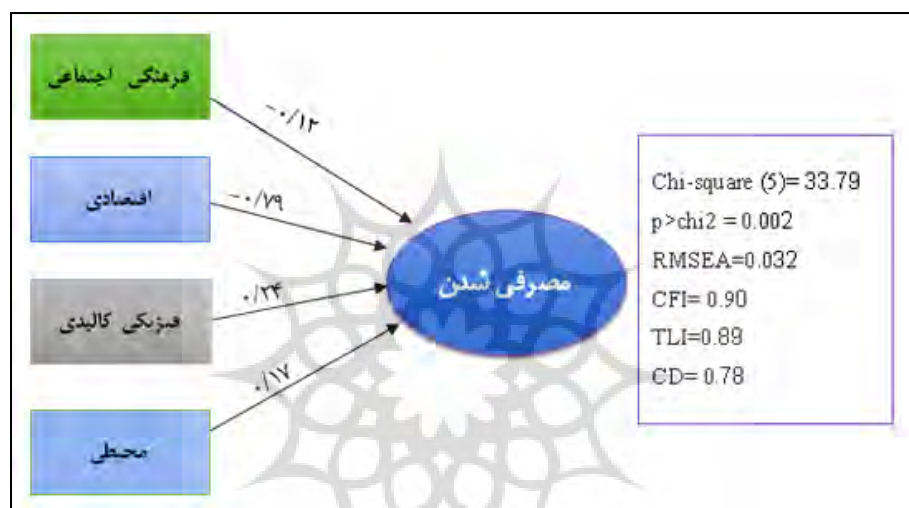 فرهنگی اجتماعی
-۰/۱۲
اقتصادی
-۰/۷۹
فیزیکی کالبدی
۰/۲۴
محیطی
۰/۱۷
مصرفی شدن
Chi-square (5)= 33.79
p>chi2 = 0.002
RMSEA=0.032
CFI= 0.90
TLI=0.89
CD= 0.78